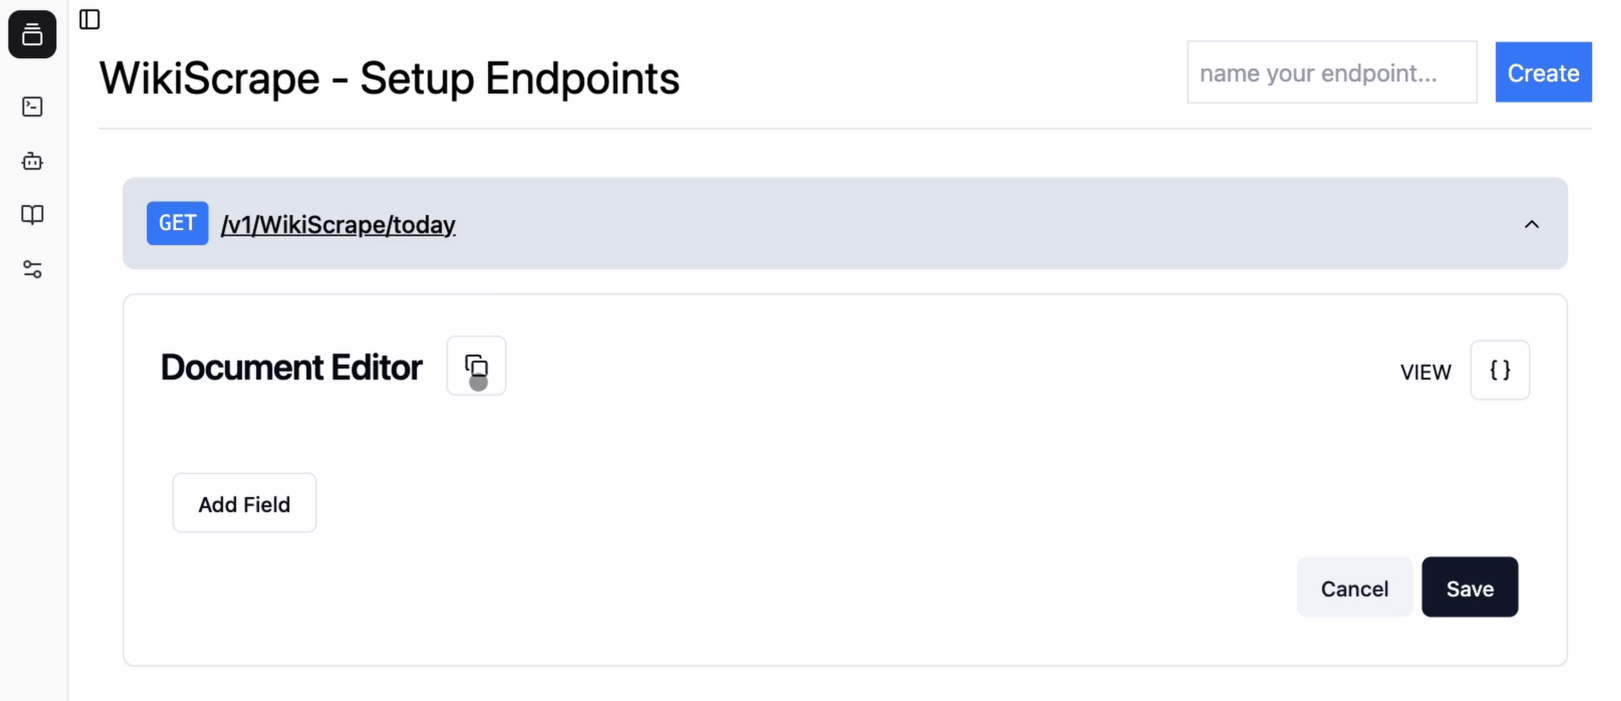 WikiScrape - Setup Endpoints
name your endpoint...
Create
GET
/v1/WikiScrape/today
Document Editor
VIEW
{ }
Add Field
Cancel
Save